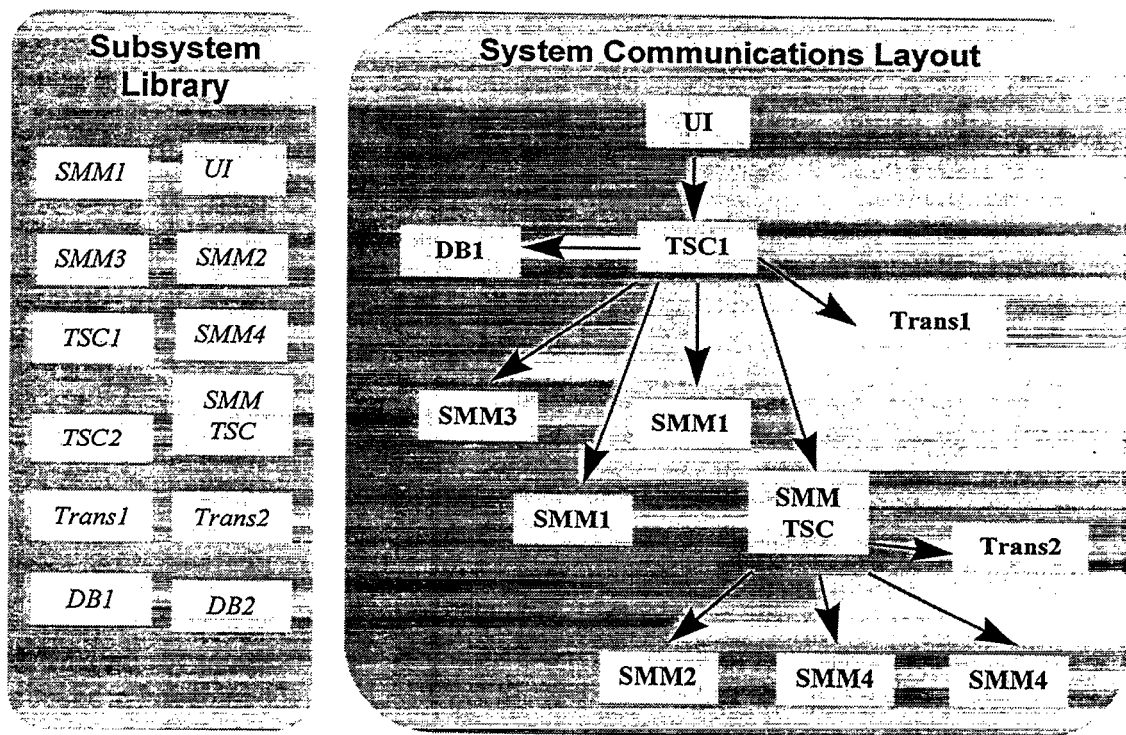 Subsystem
Library
SMM1
UI
SMM3
SMM2
TSC1
SMM4
SMM
TSC
TSC2
Trans1
Trans2
DB1
DB2
System Communications Layout
UI
DB1
TSC1
Trans1
SMM3
SMM1
SMM1
SMM
TSC
Trans2
SMM2
SMM4
SMM4